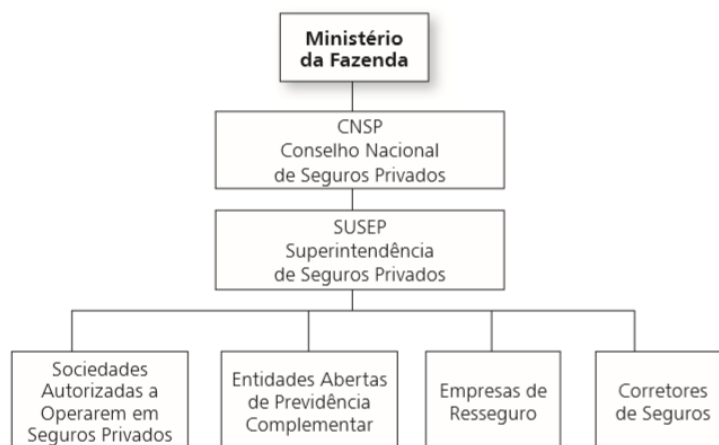 Ministério
da Fazenda
CNSP
Conselho Nacional
de Seguros Privados
SUSEP
Superintendência
de Seguros Privados
Sociedades
Autorizadas a
Operarem em
Seguros Privados
Entidades Abertas
de Previdência
Complementar
Empresas de
Resseguro
Corretores
de Seguros